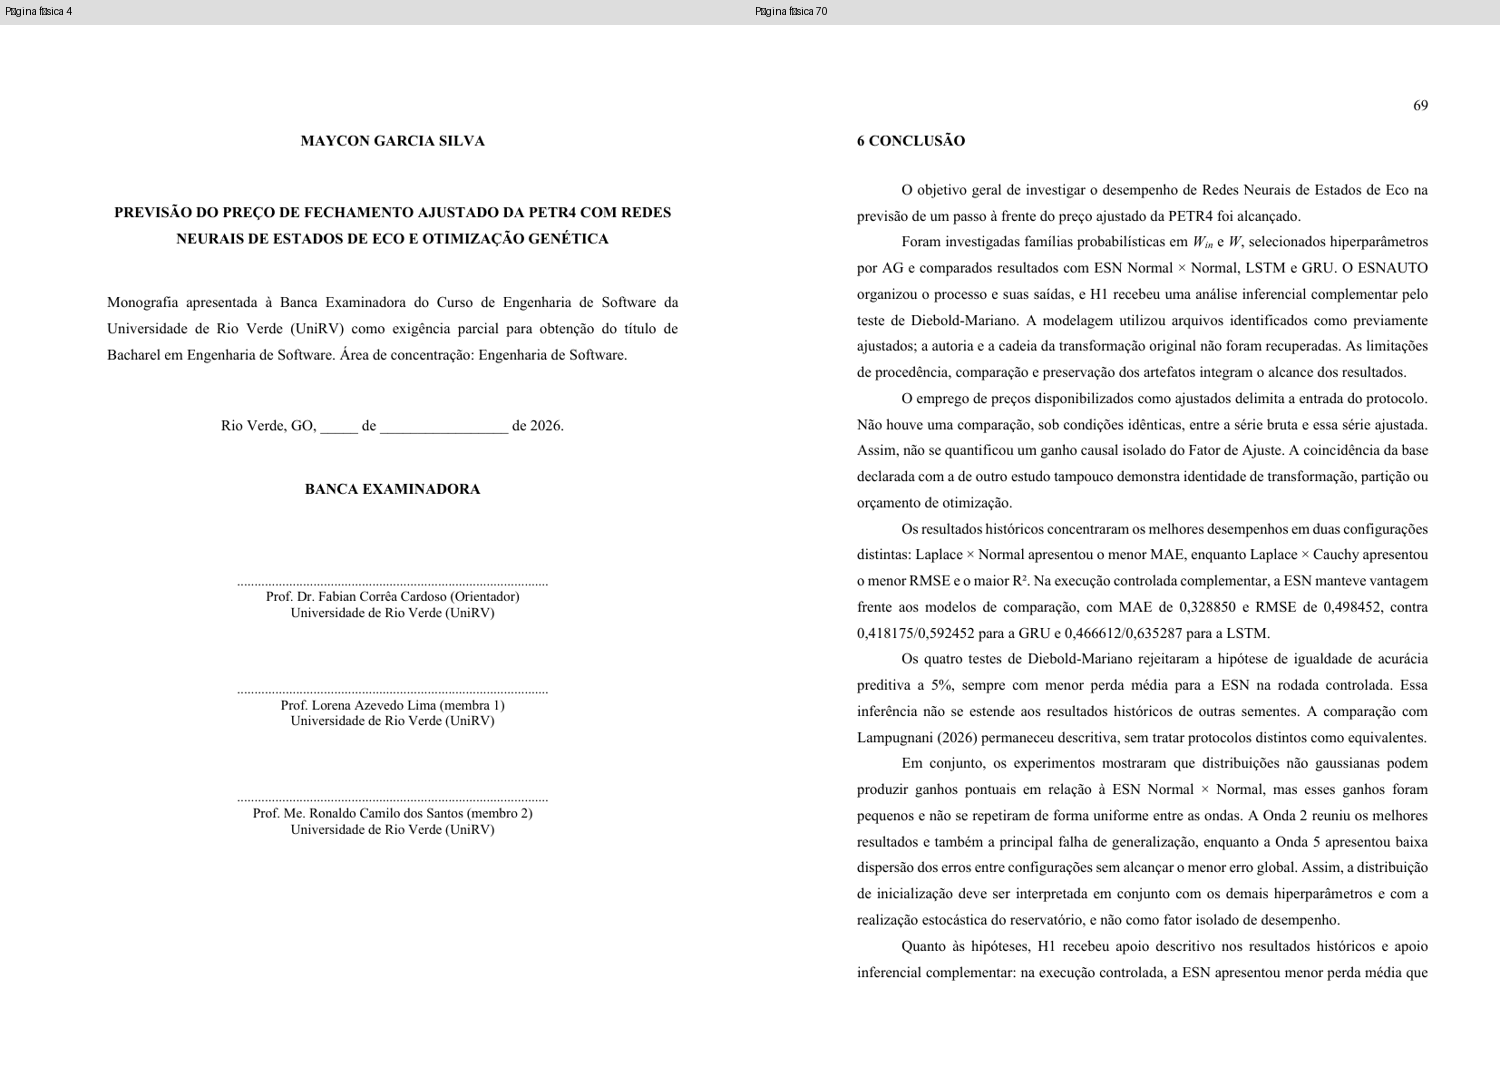 Página física 4
MAYCON GARCIA SILVA
PREVISÃO DO PREÇO DE FECHAMENTO AJUSTADO DA PETR4 COM REDES
NEURAIS DE ESTADOS DE ECO E OTIMIZAÇÃO GENÉTICA
Monografia apresentada à Banca Examinadora do Curso de Engenharia de Software da
Universidade de Rio Verde (UniRV) como exigência parcial para obtenção do título de
Bacharel em Engenharia de Software. Área de concentração: Engenharia de Software.
Rio Verde, GO, _____ de _________________ de 2026.
BANCA EXAMINADORA
Prof. Dr. Fabian Corrêa Cardoso (Orientador)
Universidade de Rio Verde (UniRV)
Prof. Lorena Azevedo Lima (membra 1)
Universidade de Rio Verde (UniRV)
Prof. Me. Ronaldo Camilo dos Santos (membro 2)
Universidade de Rio Verde (UniRV)
Página física 70
69
6 CONCLUSÃO
O objetivo geral de investigar o desempenho de Redes Neurais de Estados de Eco na
previsão de um passo à frente do preço ajustado da PETR4 foi alcançado.
Foram investigadas famílias probabilísticas em W_in e W, selecionados hiperparâmetros
por AG e comparados resultados com ESN Normal × Normal, LSTM e GRU. O ESNAUTO
organizou o processo e suas saídas, e H1 recebeu uma análise inferencial complementar pelo
teste de Diebold-Mariano. A modelagem utilizou arquivos identificados como previamente
ajustados; a autoria e a cadeia da transformação original não foram recuperadas. As limitações
de procedência, comparação e preservação dos artefatos integram o alcance dos resultados.
O emprego de preços disponibilizados como ajustados delimita a entrada do protocolo.
Não houve uma comparação, sob condições idênticas, entre a série bruta e essa série ajustada.
Assim, não se quantificou um ganho causal isolado do Fator de Ajuste. A coincidência da base
declarada com a de outro estudo tampouco demonstra identidade de transformação, partição ou
orçamento de otimização.
Os resultados históricos concentraram os melhores desempenhos em duas configurações
distintas: Laplace × Normal apresentou o menor MAE, enquanto Laplace × Cauchy apresentou
o menor RMSE e o maior R². Na execução controlada complementar, a ESN manteve vantagem
frente aos modelos de comparação, com MAE de 0,328850 e RMSE de 0,498452, contra
0,418175/0,592452 para a GRU e 0,466612/0,635287 para a LSTM.
Os quatro testes de Diebold-Mariano rejeitaram a hipótese de igualdade de acurácia
preditiva a 5%, sempre com menor perda média para a ESN na rodada controlada. Essa
inferência não se estende aos resultados históricos de outras sementes. A comparação com
Lampugnani (2026) permaneceu descritiva, sem tratar protocolos distintos como equivalentes.
Em conjunto, os experimentos mostraram que distribuições não gaussianas podem
produzir ganhos pontuais em relação à ESN Normal × Normal, mas esses ganhos foram
pequenos e não se repetiram de forma uniforme entre as ondas. A Onda 2 reuniu os melhores
resultados e também a principal falha de generalização, enquanto a Onda 5 apresentou baixa
dispersão dos erros entre configurações sem alcançar o menor erro global. Assim, a distribuição
de inicialização deve ser interpretada em conjunto com os demais hiperparâmetros e com a
realização estocástica do reservatório, e não como fator isolado de desempenho.
Quanto às hipóteses, H1 recebeu apoio descritivo nos resultados históricos e apoio
inferencial complementar: na execução controlada, a ESN apresentou menor perda média que